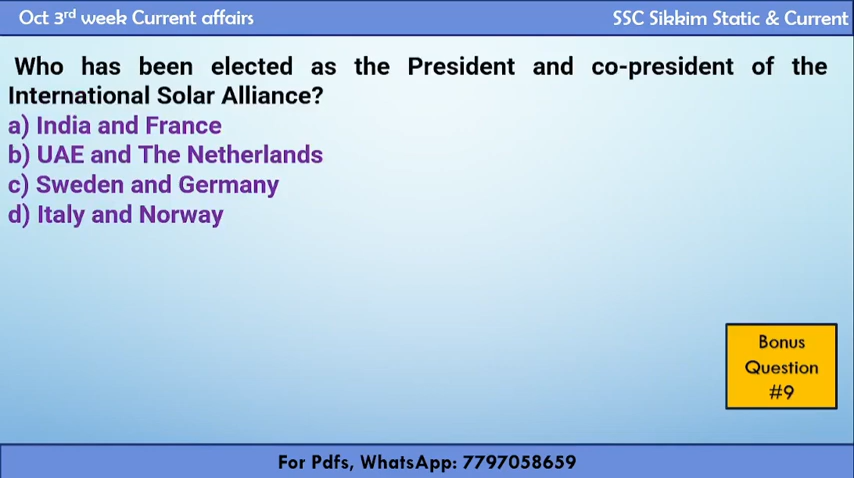 Oct 3rd week Current affairs
SSC Sikkim Static & Current
Who has been elected as the President and co-president of the
International Solar Alliance?
a) India and France
b) UAE and The Netherlands
c) Sweden and Germany
d) Italy and Norway
Bonus
Question
#9
For Pdfs, WhatsApp: 7797058659